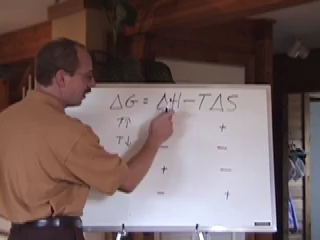 ΔG = ΔH - TΔS
T↑ +
T↓ - -
+ -
- +